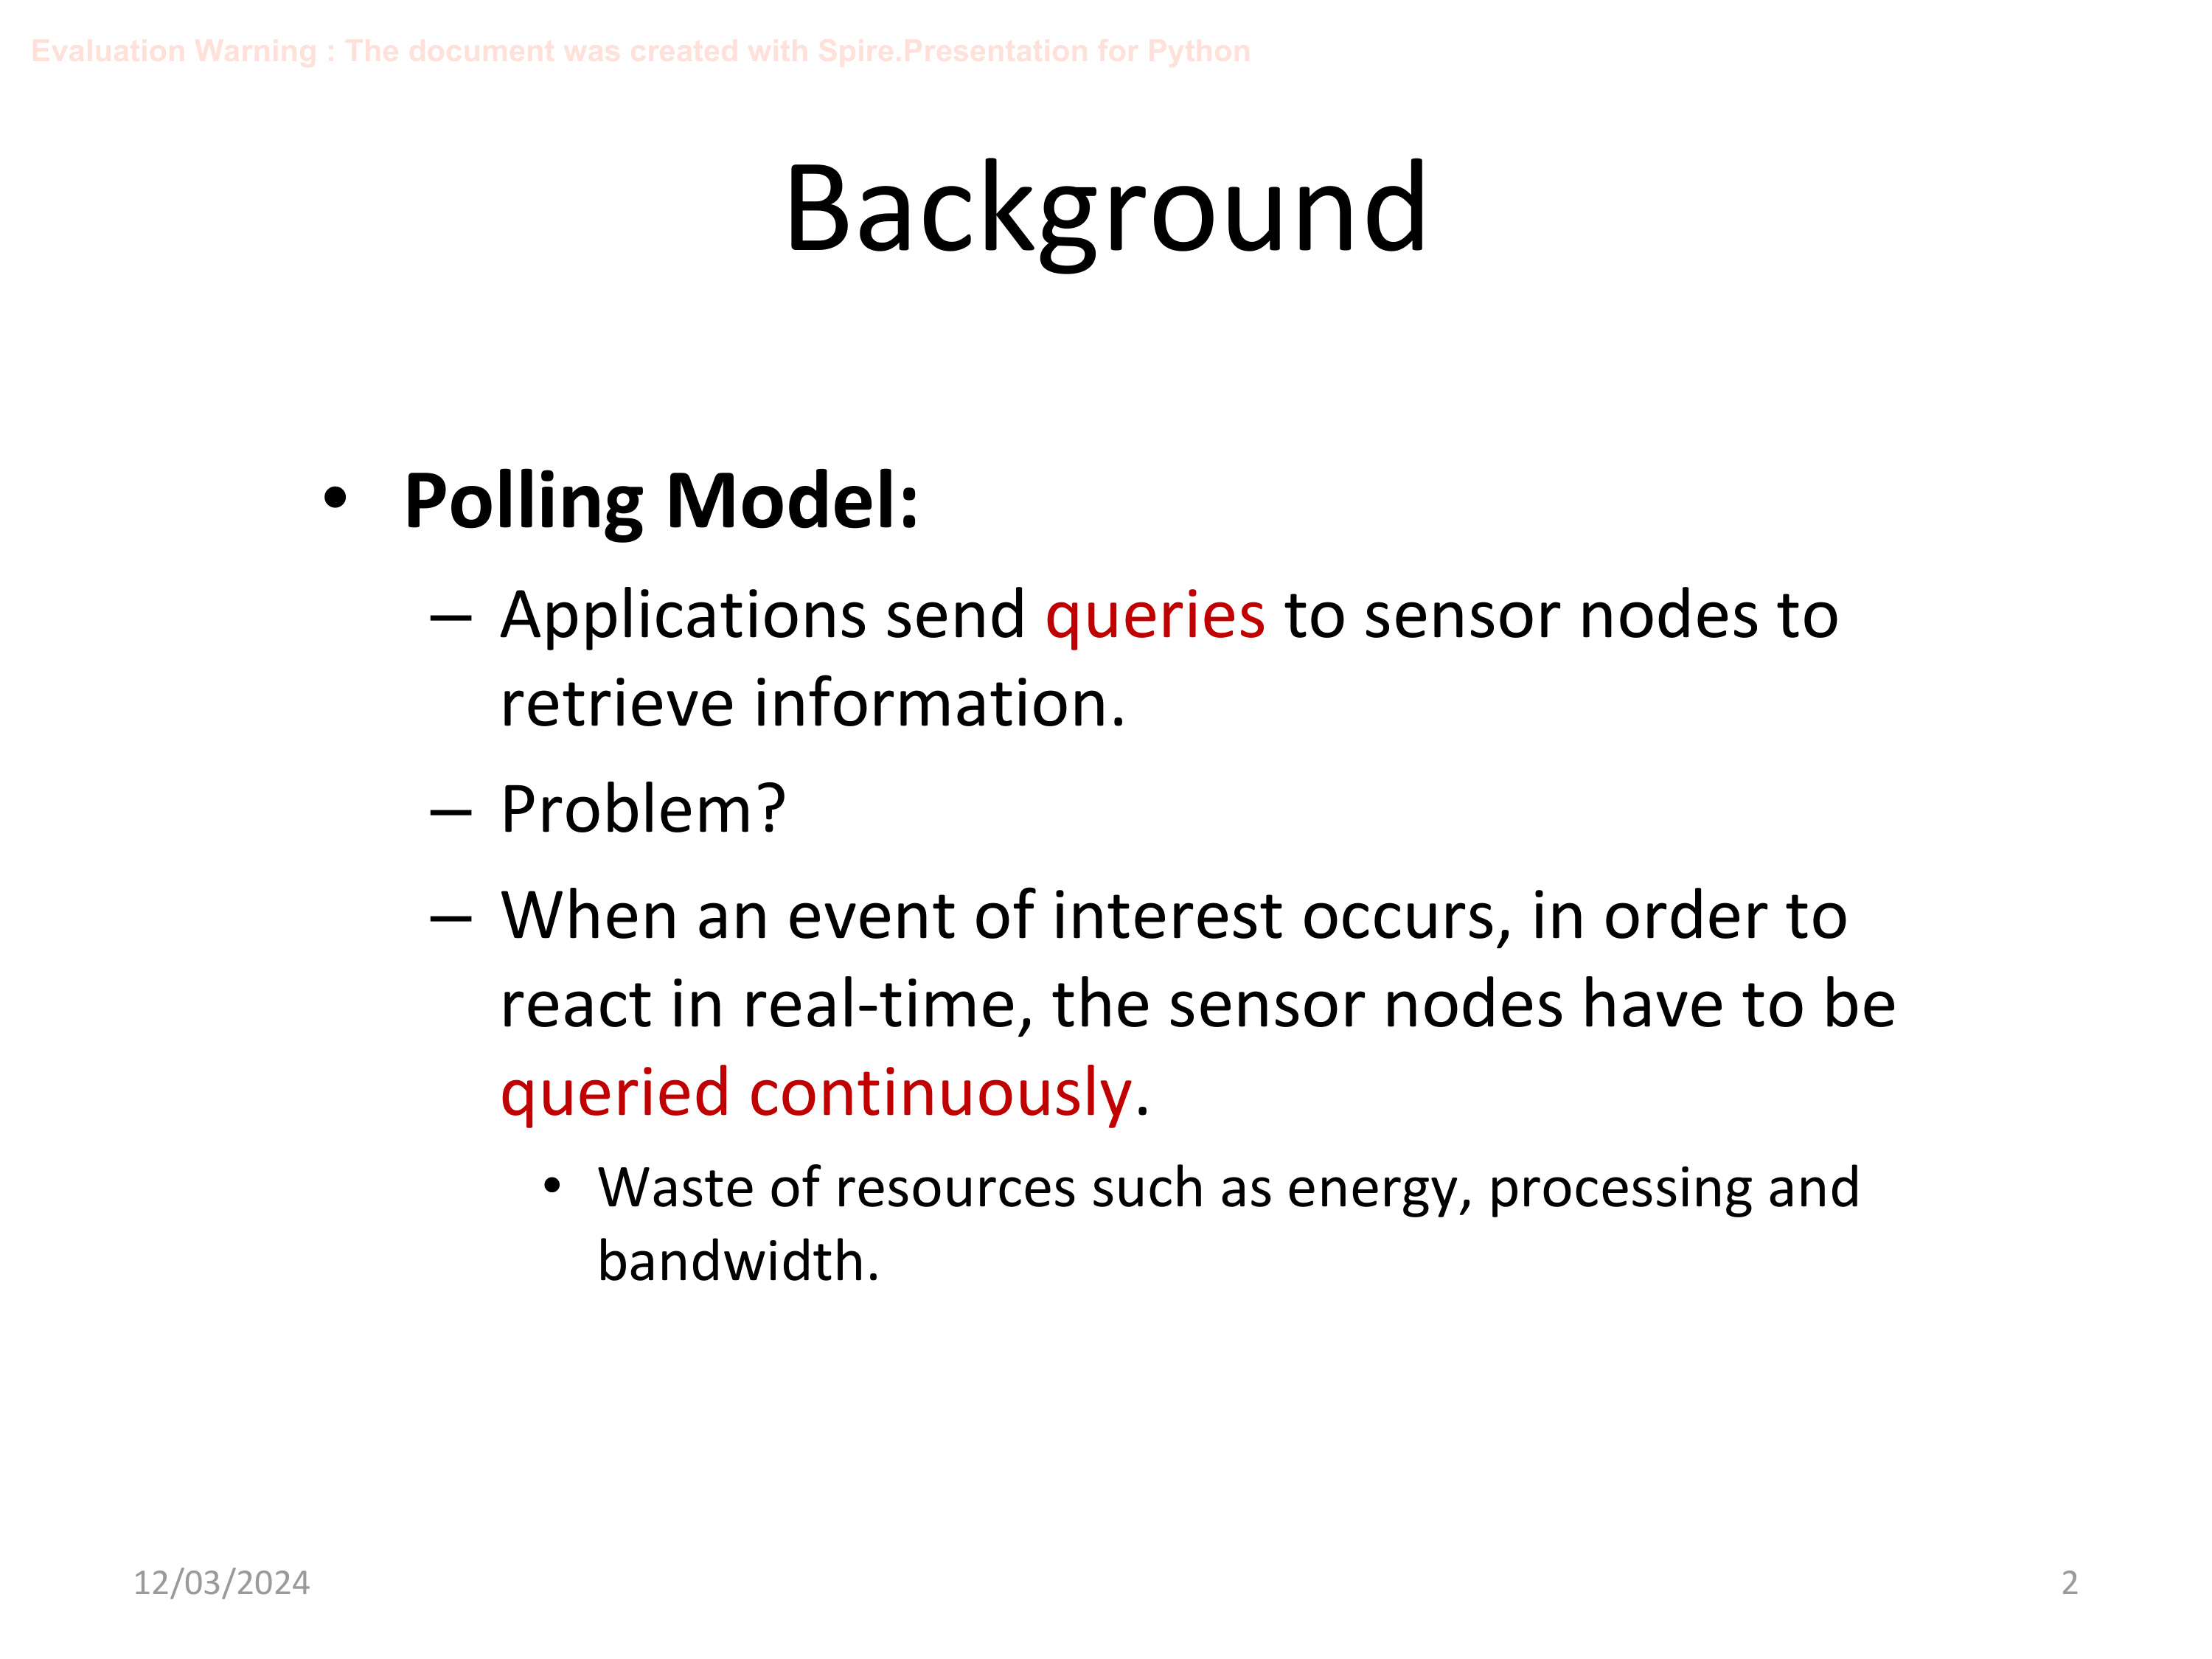 Evaluation Warning : The document was created with Spire.Presentation for Python
Background
• Polling Model:
– Applications send queries to sensor nodes to
retrieve information.
– Problem?
– When an event of interest occurs, in order to
react in real-time, the sensor nodes have to be
queried continuously.
• Waste of resources such as energy, processing and
bandwidth.
12/03/2024
2